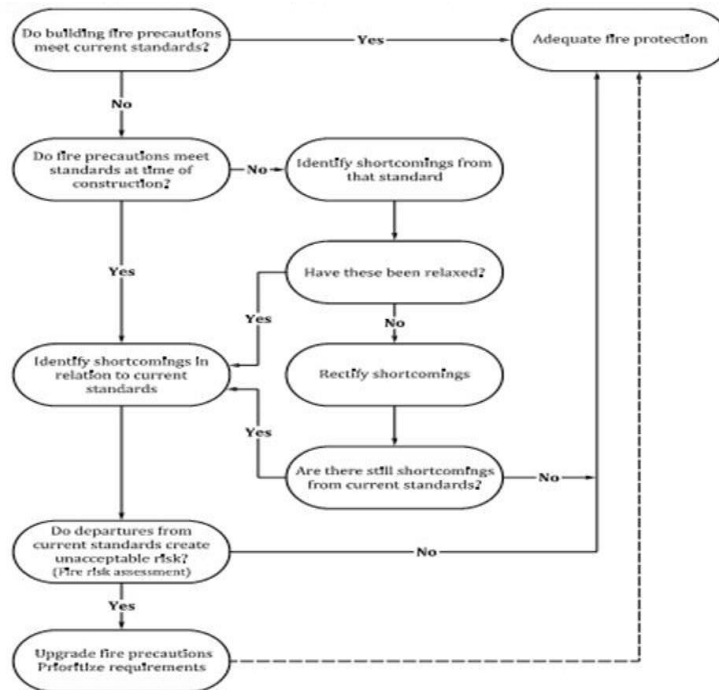 Do building fire precautions
meet current standards?
Yes
Adequate fire protection
No
Do fire precautions meet
standards at time of
construction?
No
Identify shortcomings from
that standard
Yes
Have these been relaxed?
Yes
No
Identify shortcomings in
relation to current
standards
Rectify shortcomings
Yes
Are there still shortcomings
from current standards?
No
Do departures from
current standards create
unacceptable risk?
(Fire risk assessment)
No
Yes
Upgrade fire precautions
Prioritize requirements